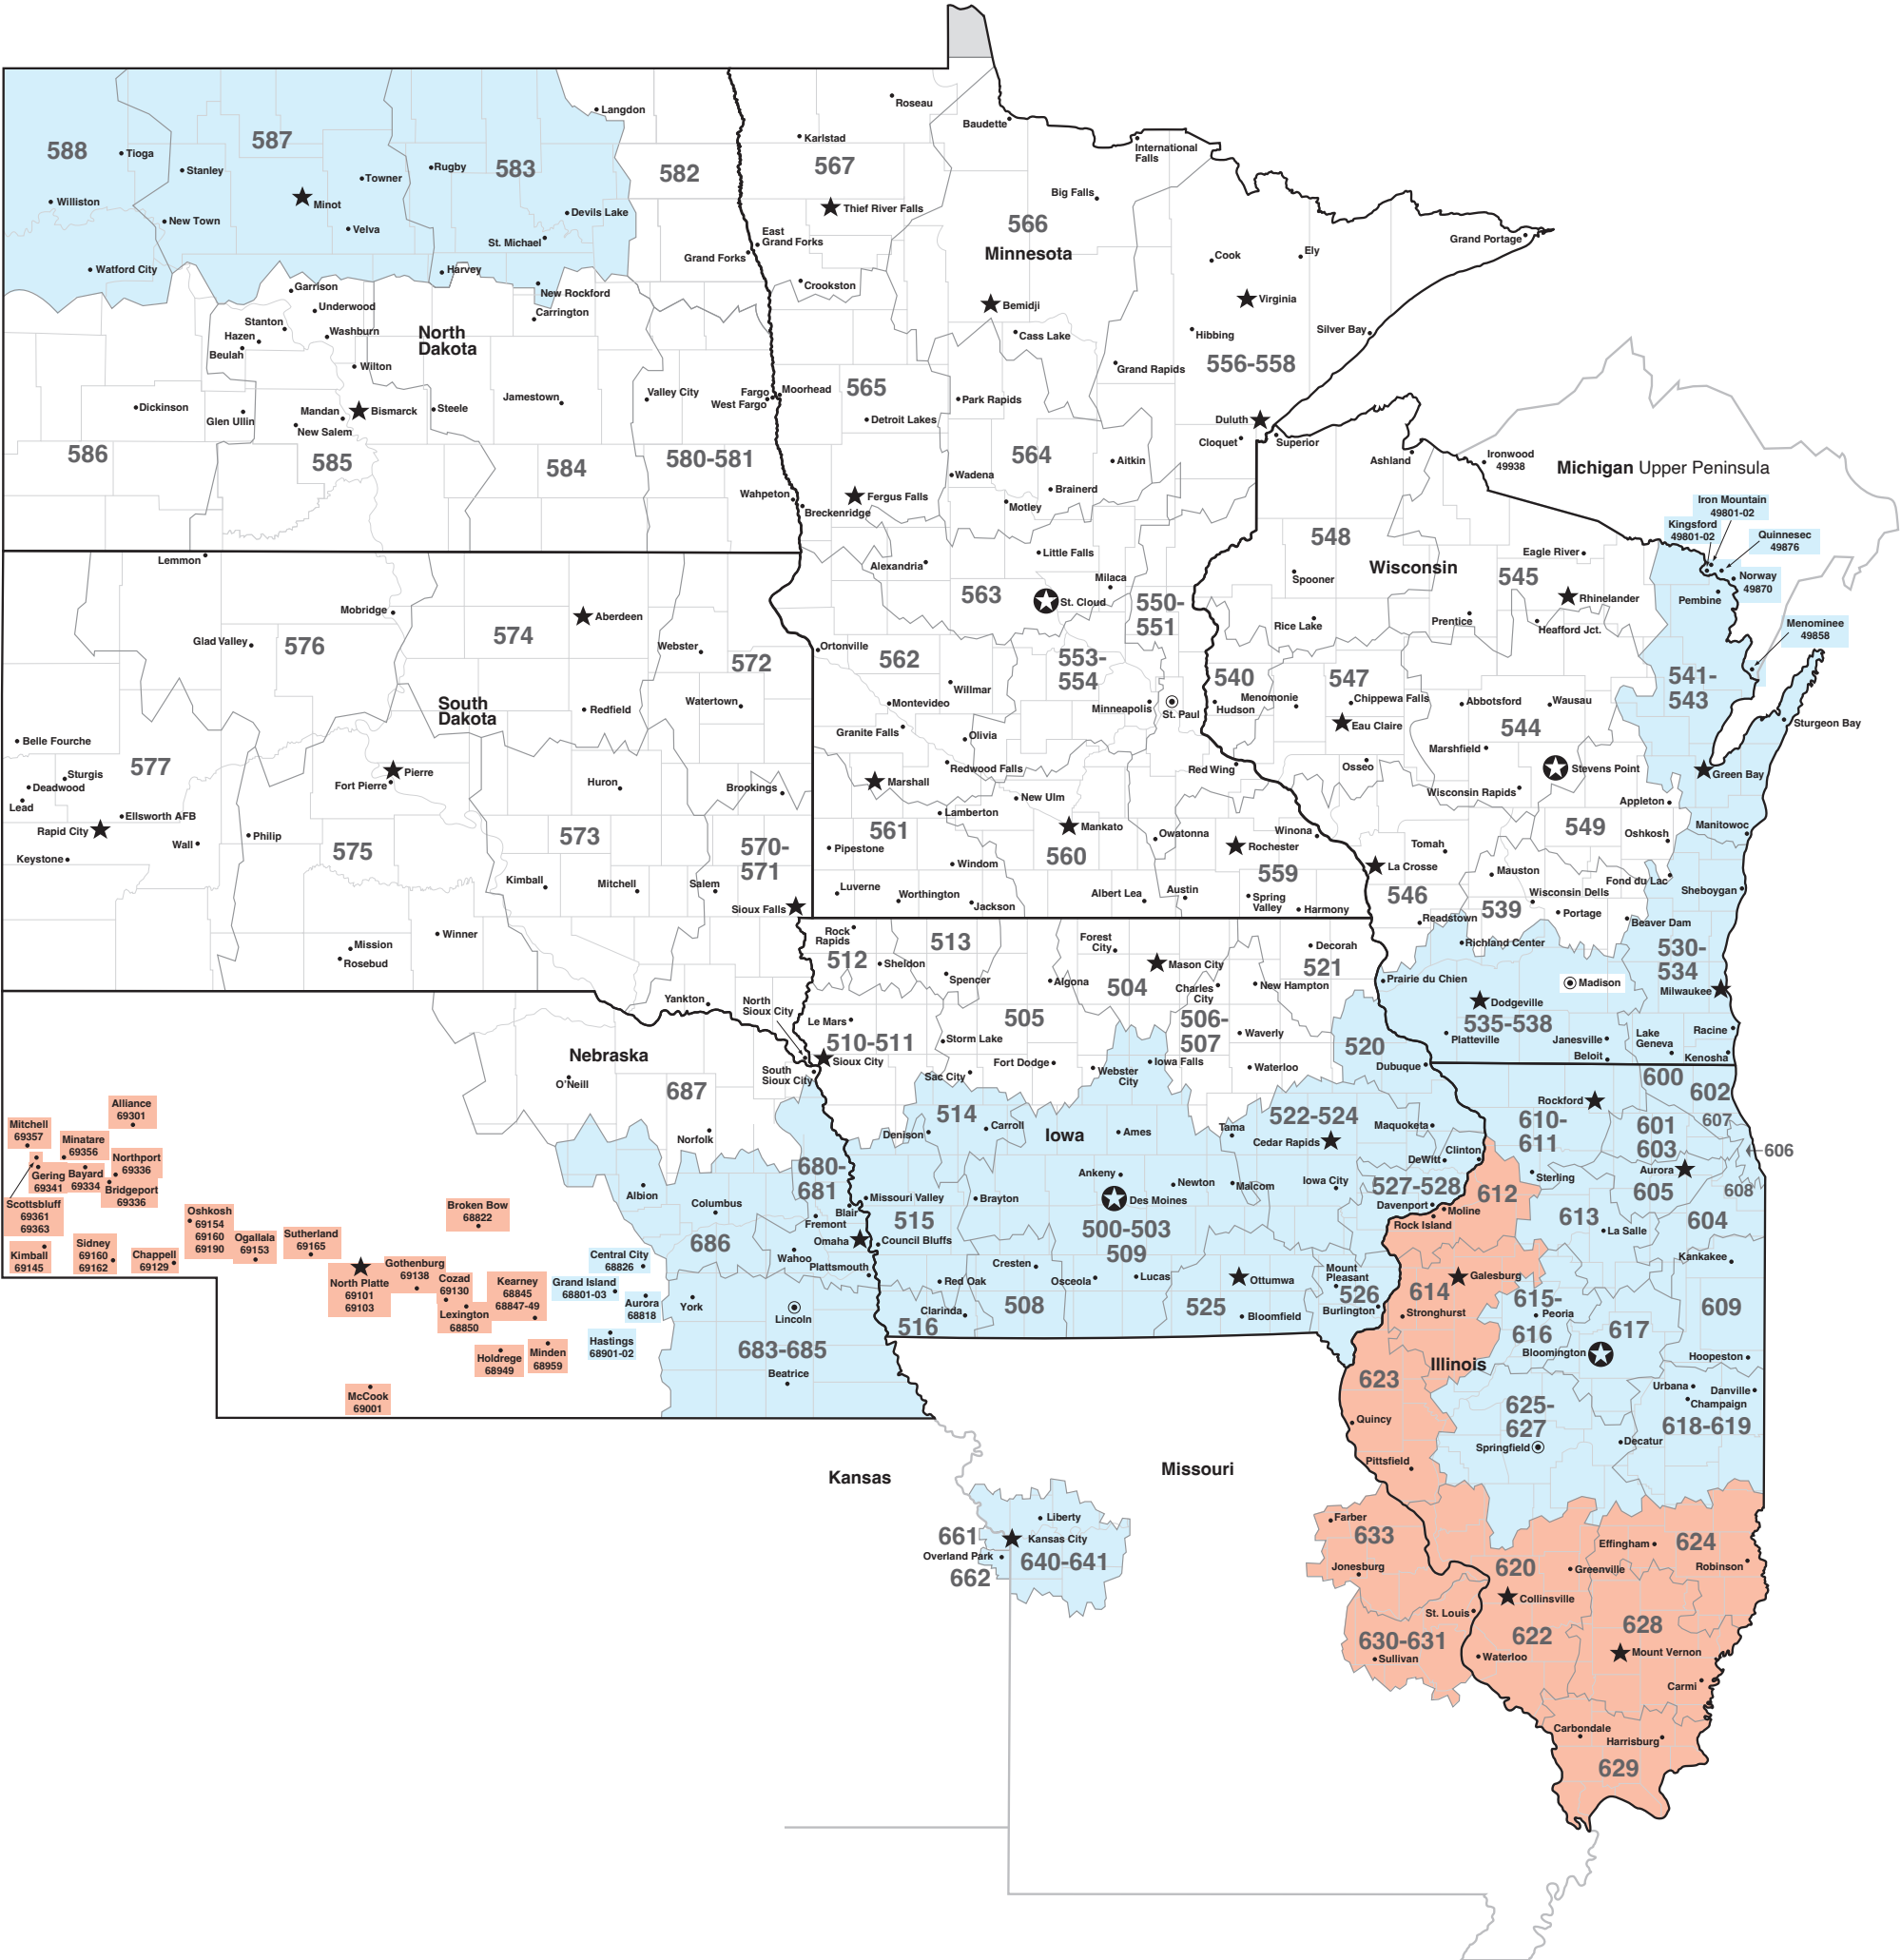 588
Tioga
Williston
Watford City
587
Stanley
Towner
Minot
New Town
Velva
Rugby
583
Devils Lake
St. Michael
Harvey
Langdon
582
Grand Forks
New Rockford
Carrington
Garrison
Underwood
Stanton
Hazen
Washburn
Beulah
North
Dakota
Wilton
Dickinson
Glen Ullin
Mandan
Bismarck
New Salem
Steele
Jamestown
Valley City
Fargo
West Fargo
586
585
584
580-581
Wahpeton
Roseau
Baudette
Karlstad
567
Thief River Falls
East
Grand Forks
Crookston
International
Falls
Big Falls
566
Minnesota
Bemidji
Cass Lake
Cook
Ely
Grand Portage
Virginia
Hibbing
Silver Bay
Grand Rapids
556-558
Moorhead
565
Detroit Lakes
Park Rapids
Duluth
Cloquet
Superior
564
Aitkin
Wadena
Brainerd
Motley
Fergus Falls
Breckenridge
Little Falls
Alexandria
Milaca
563
St. Cloud
550-
551
Ortonville
562
553-
554
Willmar
Montevideo
Minneapolis
St. Paul
Granite Falls
Olivia
Redwood Falls
Red Wing
Marshall
New Ulm
Lamberton
Mankato
561
Pipestone
Windom
560
Owatonna
Winona
Rochester
559
Luverne
Worthington
Jackson
Albert Lea
Austin
Spring
Valley
Harmony
Ashland
Ironwood
49938
Michigan Upper Peninsula
Iron Mountain
49801-02
Kingsford
49801-02
Quinnesec
49876
Norway
49870
Menominee
49858
548
Wisconsin
Eagle River
545
Spooner
Rhinelander
Pembine
Rice Lake
Prentice
Heafford Jct.
540
547
Menomonie
Hudson
Chippewa Falls
Eau Claire
Abbotsford
Wausau
544
541-
543
Sturgeon Bay
Marshfield
Osseo
Stevens Point
Green Bay
Wisconsin Rapids
Appleton
549
Oshkosh
Manitowoc
Tomah
La Crosse
Mauston
Fond du Lac
Sheboygan
546
Wisconsin Dells
539
Portage
Readstown
Beaver Dam
Richland Center
530-
534
Prairie du Chien
Madison
Milwaukee
Dodgeville
535-538
Platteville
Janesville
Beloit
Lake
Geneva
Racine
Kenosha
Lemmon
Mobridge
Glad Valley
576
574
Aberdeen
Webster
572
South
Dakota
Redfield
Watertown
Belle Fourche
577
Sturgis
Deadwood
Lead
Pierre
Fort Pierre
Huron
Brookings
Ellsworth AFB
Rapid City
Wall
Philip
Keystone
575
573
570-
571
Kimball
Mitchell
Salem
Sioux Falls
Winner
Mission
Rosebud
Yankton
North
Sioux City
Rock
Rapids
512
513
Sheldon
Spencer
Forest
City
Mason City
Decorah
521
Algona
504
Charles
City
New Hampton
Le Mars
510-511
505
506-
507
Waverly
Storm Lake
Sioux City
Fort Dodge
Iowa Falls
Sac City
Webster
City
Waterloo
520
Dubuque
514
Carroll
Denison
Iowa
Ames
522-524
Tama
Cedar Rapids
Maquoketa
Clinton
DeWitt
Ankeny
Newton
Malcom
Iowa City
527-528
Davenport
Missouri Valley
Brayton
Des Moines
515
Council Bluffs
500-503
509
Creston
Osceola
Lucas
Ottumwa
Mount
Pleasant
526
Burlington
Red Oak
Clarinda
516
508
525
Bloomfield
Nebraska
O'Neill
South
Sioux City
687
Norfolk
680-
681
Albion
Columbus
Blair
Fremont
Omaha
686
Wahoo
Plattsmouth
York
Lincoln
683-685
Beatrice
Alliance
69301
Mitchell
69357
Minatare
69356
Northport
69336
Gering
69341
Bayard
69334
Bridgeport
69336
Scottsbluff
69361
69363
Kimball
69145
Sidney
69160
69162
Chappell
69129
Oshkosh
69154
69160
69190
Ogallala
69153
Sutherland
69165
Broken Bow
68822
North Platte
69101
69103
Gothenburg
69138
Cozad
69130
Lexington
68850
Kearney
68845
68847-49
Central City
68826
Grand Island
68801-03
Aurora
68818
Hastings
68901-02
Holdrege
68949
Minden
68959
McCook
69001
600
602
Rockford
610-
611
601
603
607
606
Aurora
605
608
Sterling
612
Moline
Rock Island
613
La Salle
604
Kankakee
614
Galesburg
Stronghurst
615-
Peoria
616
617
609
Bloomington
Hoopeston
Illinois
623
Urbana
Danville
Champaign
625-
627
618-619
Quincy
Springfield
Decatur
Pittsfield
Kansas
Missouri
Liberty
661
Kansas City
Overland Park
640-641
662
Farber
633
Jonesburg
St. Louis
630-631
Sullivan
Effingham
624
620
Greenville
Robinson
Collinsville
628
622
Waterloo
Mount Vernon
Carmi
Carbondale
Harrisburg
629